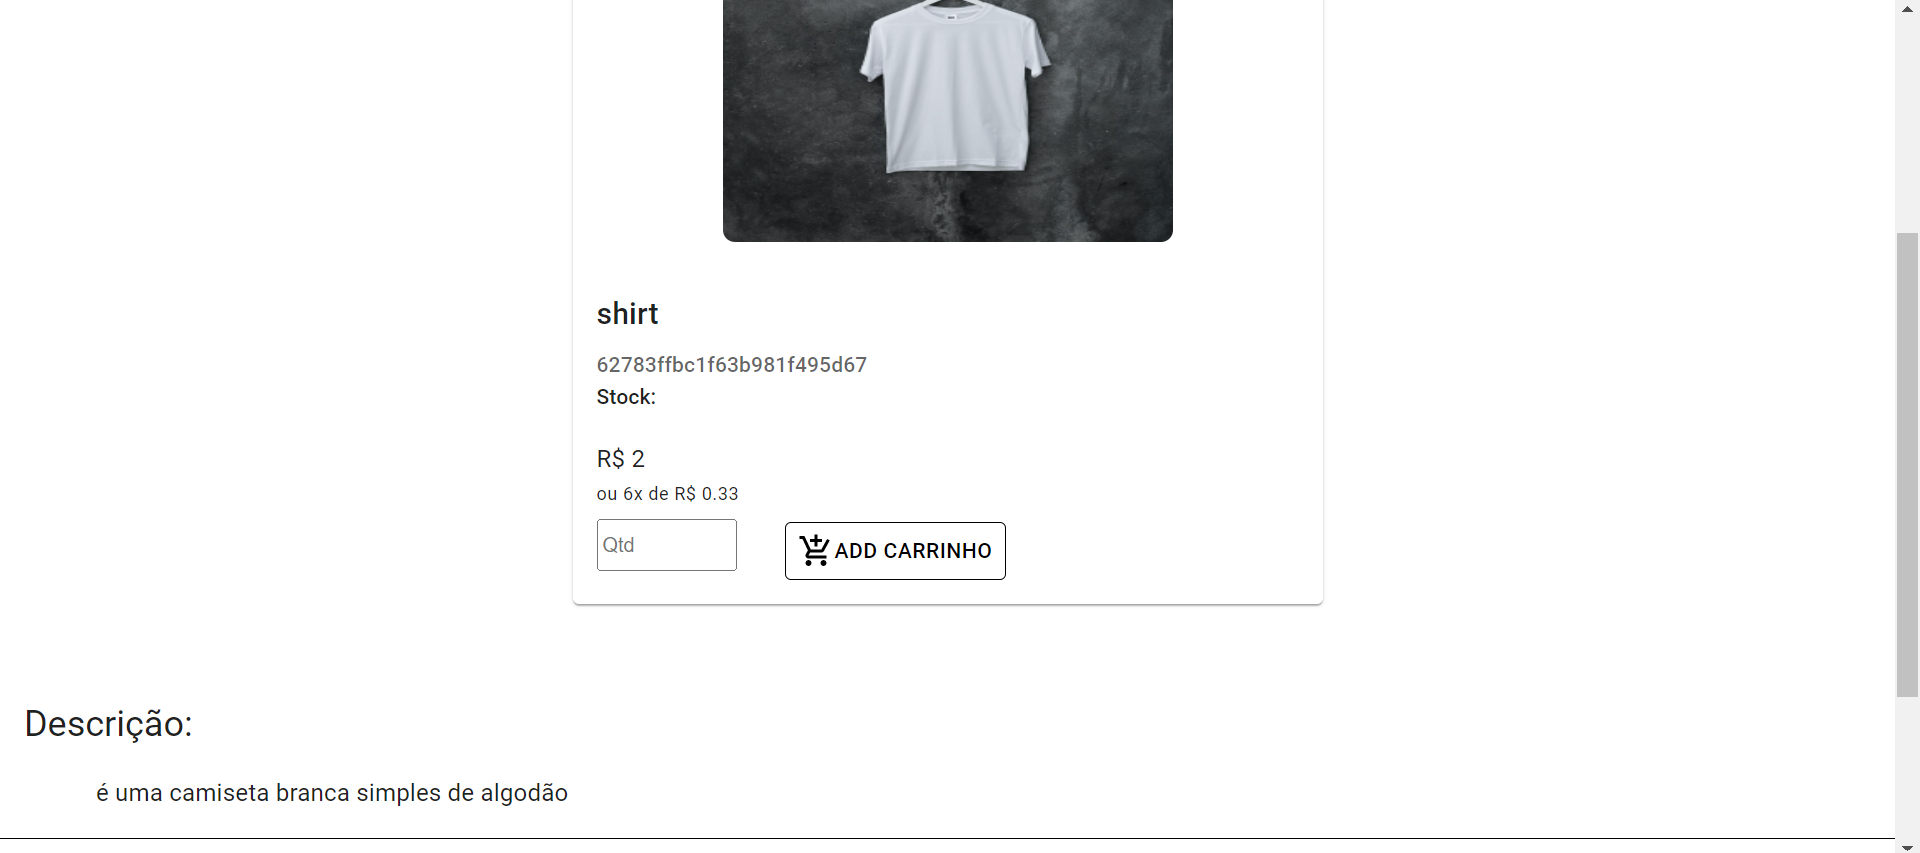 shirt
62783ffbc1f63b981f495d67
Stock:
R$ 2
ou 6x de R$ 0.33
Qtd
ADD CARRINHO
Descrição:
é uma camiseta branca simples de algodão